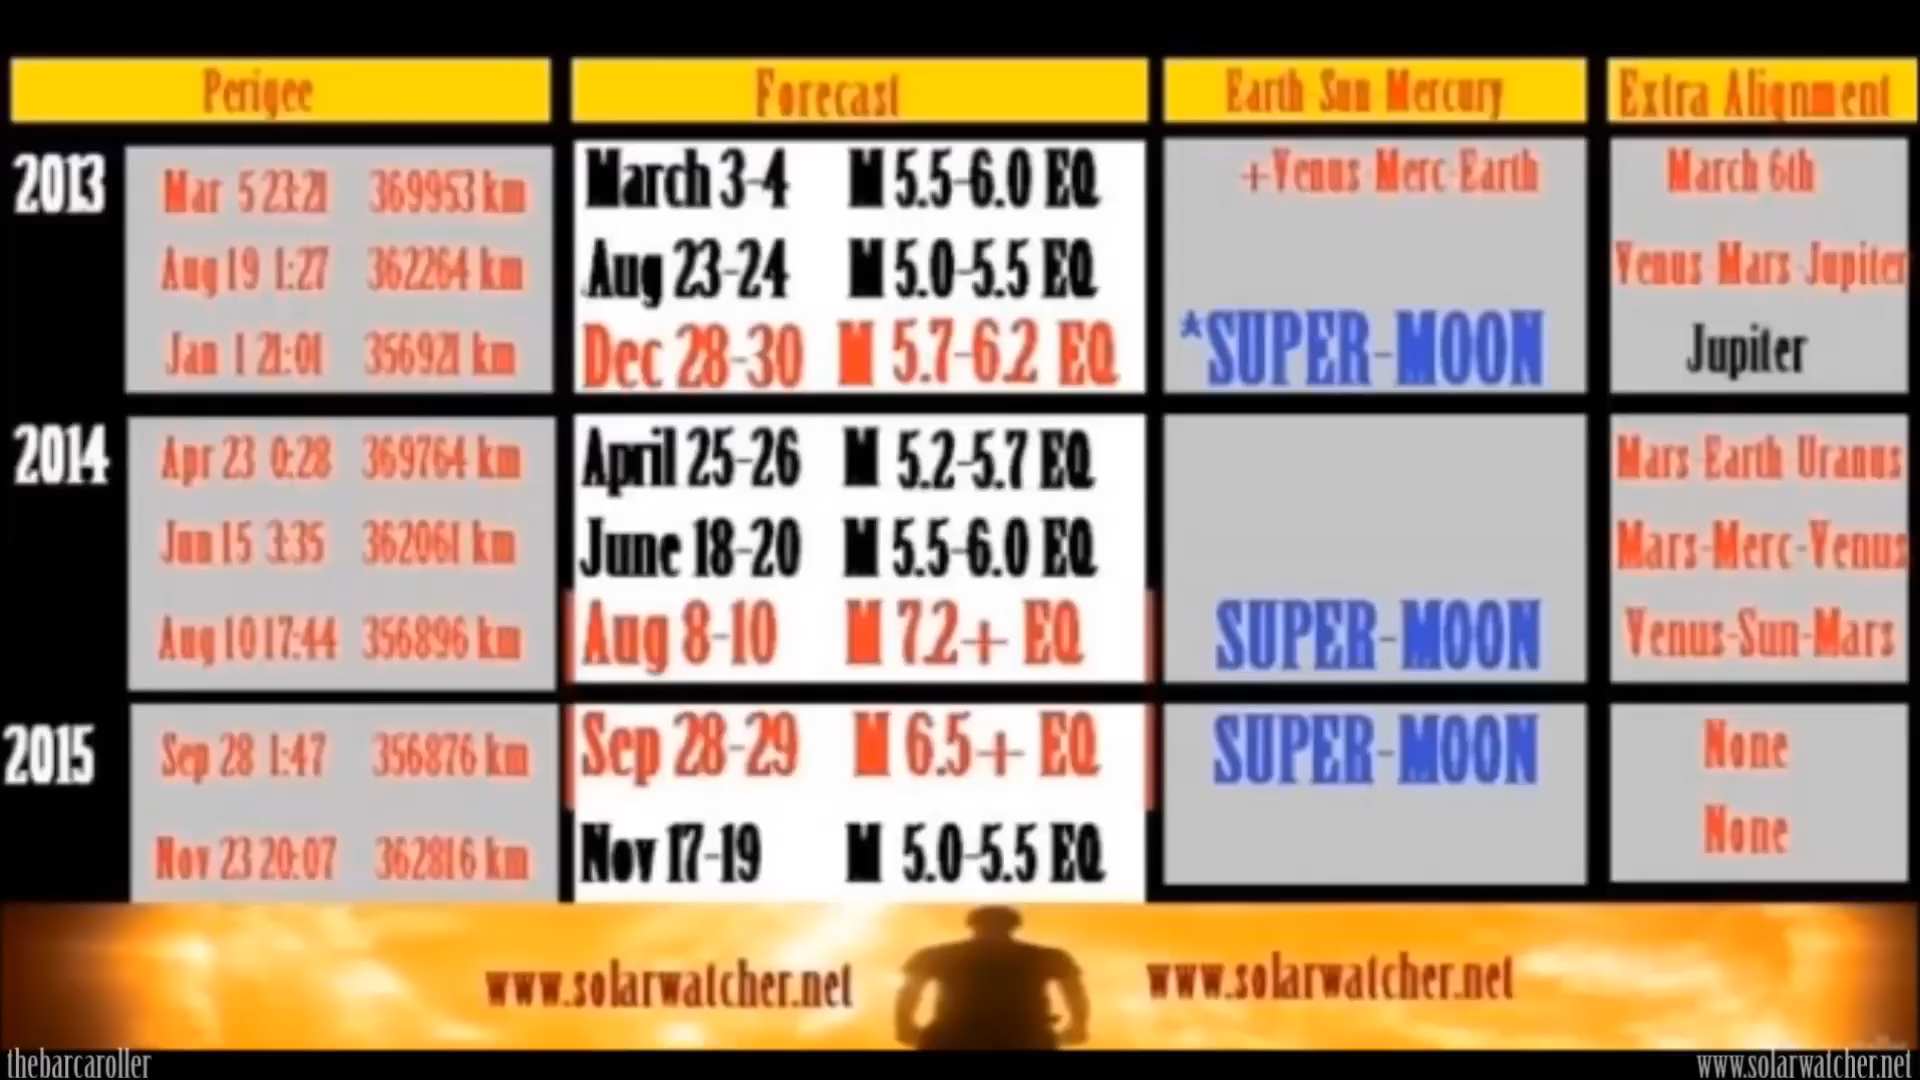 Perigee Forecast Earth Sun Mercury Extra Alignment
2013 Mar 5 23:21 369953 km March 3-4 M 5.5-6.0 EQ +Venus-Merc-Earth March 6th
Aug 19 1:27 362264 km Aug 23-24 M 5.0-5.5 EQ Venus-Mars-Jupiter
Jan 1 21:01 356921 km Dec 28-30 M 5.7-6.2 EQ *SUPER-MOON Jupiter
2014 Apr 23 0:28 369764 km April 25-26 M 5.2-5.7 EQ Mars-Earth Uranus
Jun 15 3:35 362061 km June 18-20 M 5.5-6.0 EQ Mars-Merc-Venus
Aug 10 17:44 356896 km Aug 8-10 M 7.2+ EQ SUPER-MOON Venus-Sun-Mars
2015 Sep 28 1:47 356876 km Sep 28-29 M 6.5+ EQ SUPER-MOON None
Nov 23 20:07 362816 km Nov 17-19 M 5.0-5.5 EQ None
www.solarwatcher.net www.solarwatcher.net
thebarcaroller www.solarwatcher.net